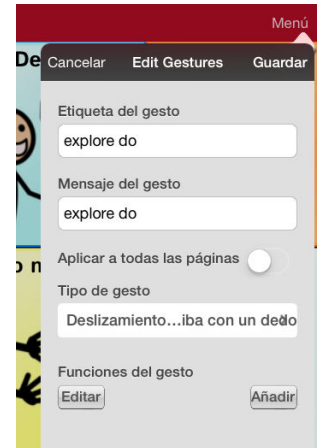 Menú
De
Cancelar Edit Gestures Guardar
Etiqueta del gesto
explore do
Mensaje del gesto
explore do
o n
Aplicar a todas las páginas
Tipo de gesto
Deslizamiento…iba con un dedo
Funciones del gesto
Editar Añadir